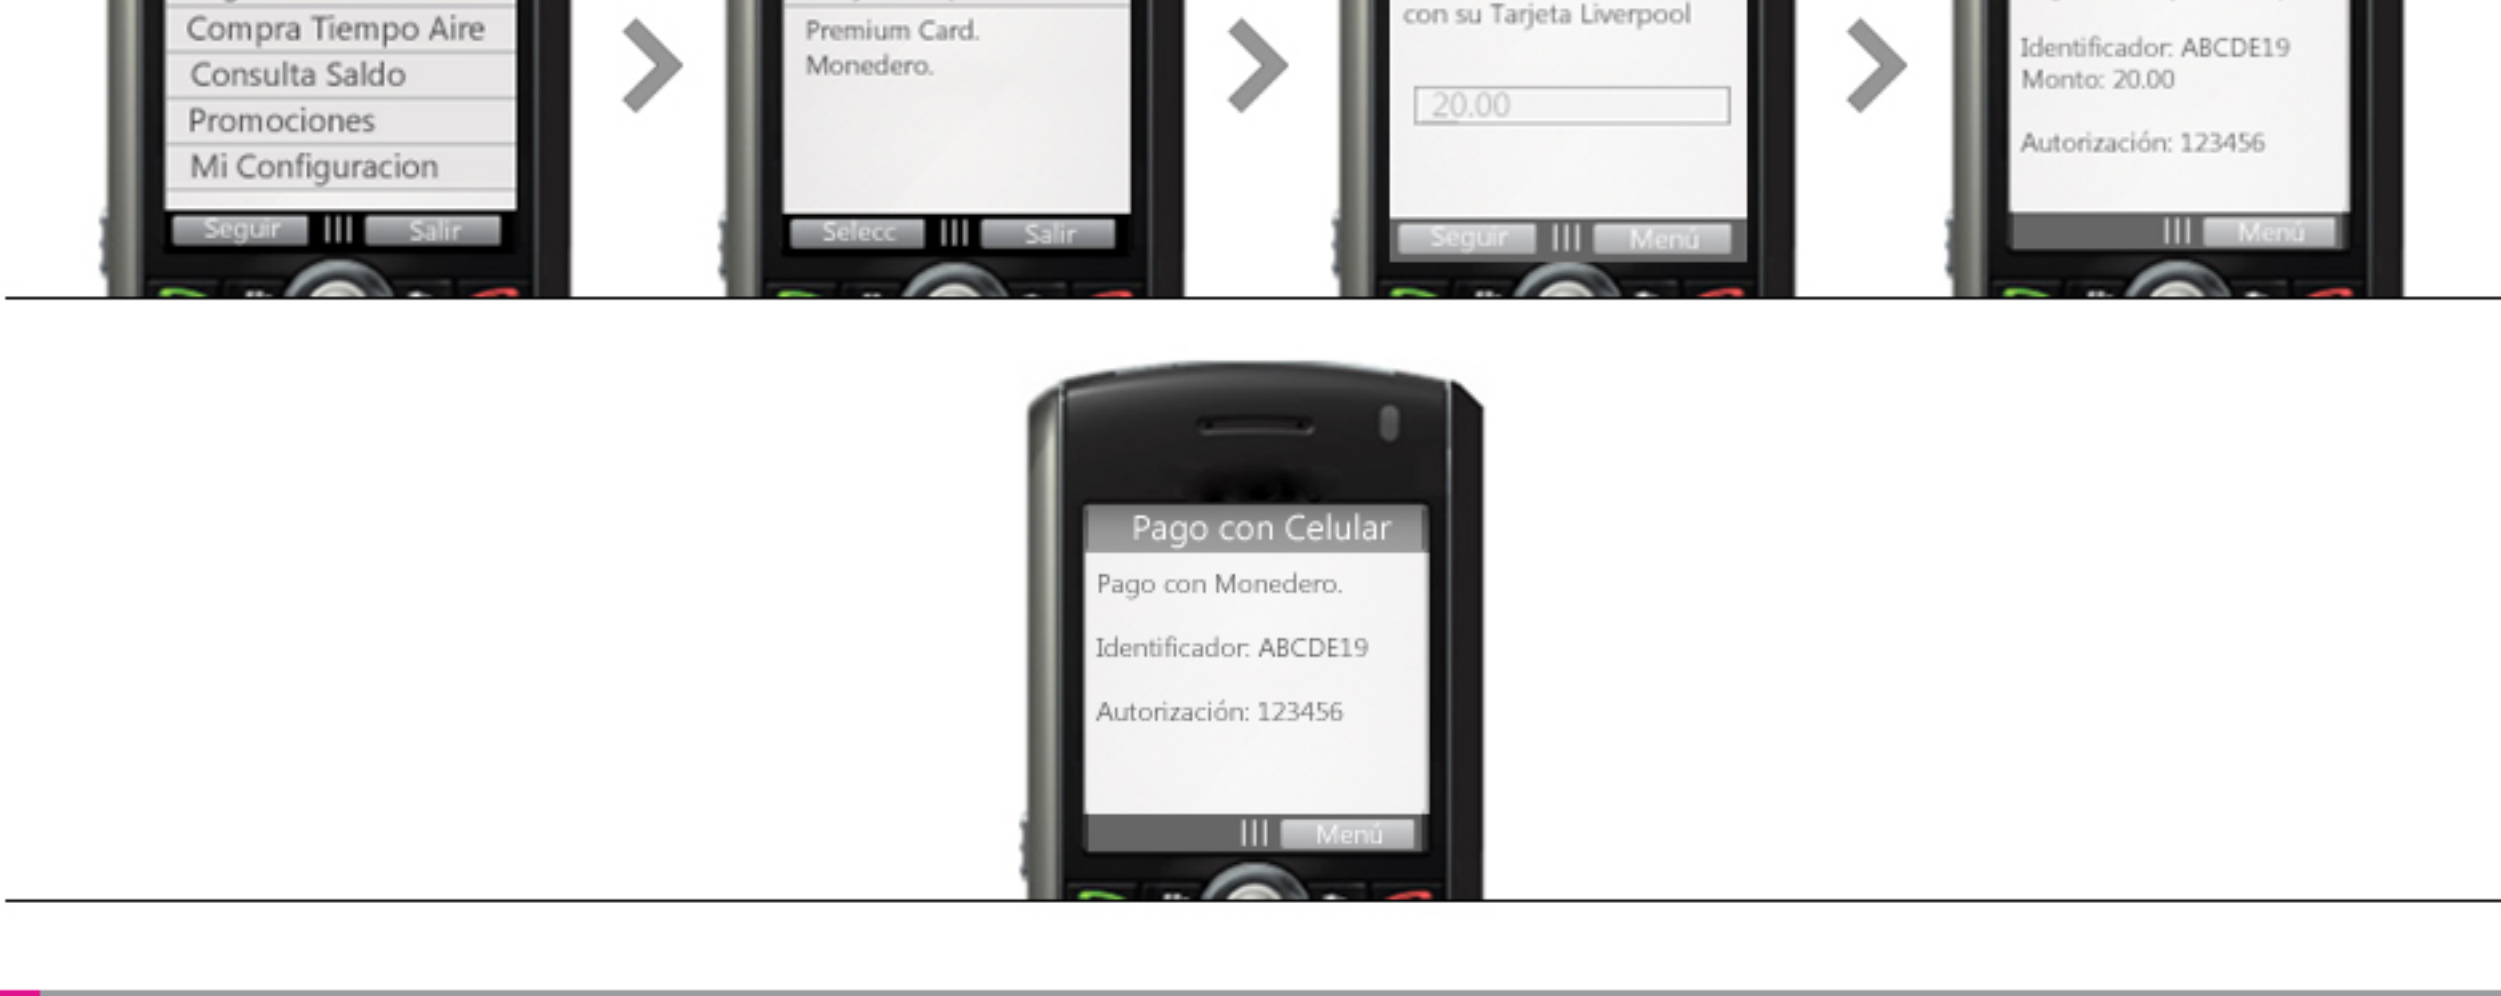 Compra Tiempo Aire
Consulta Saldo
Promociones
Mi Configuracion
Seguir
Salir
Premium Card.
Monedero.
Selecc
Salir
con su Tarjeta Liverpool
20.00
Seguir
Menú
Identificador: ABCDE19
Monto: 20.00
Autorización: 123456
Menú
Pago con Celular
Pago con Monedero.
Identificador: ABCDE19
Autorización: 123456
Menú